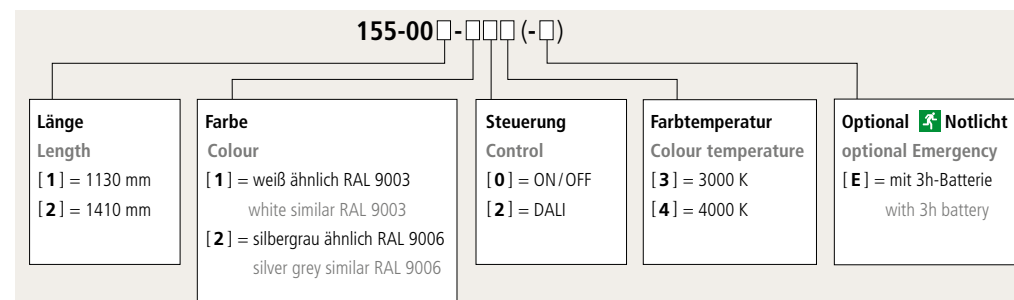 155-00□-□□□(-□)
Länge
Length
[1] = 1130 mm
[2] = 1410 mm
Farbe
Colour
[1] = weiß ähnlich RAL 9003
white similar RAL 9003
[2] = silbergrau ähnlich RAL 9006
silver grey similar RAL 9006
Steuerung
Control
[0] = ON/OFF
[2] = DALI
Farbtemperatur
Colour temperature
[3] = 3000 K
[4] = 4000 K
Optional Notlicht
optional Emergency
[E] = mit 3h-Batterie
with 3h battery